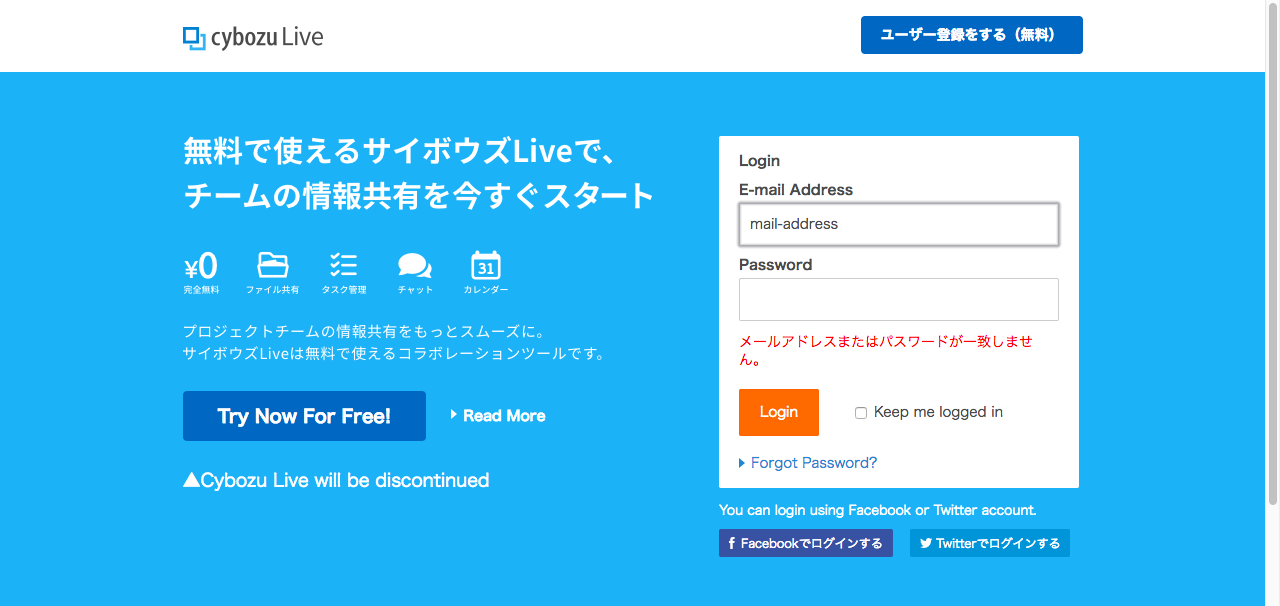 cybozu Live
ユーザー登録をする（無料）
無料で使えるサイボウズLiveで、
チームの情報共有を今すぐスタート
¥0
31
完全無料 ファイル共有 タスク管理 チャット カレンダー
プロジェクトチームの情報共有をもっとスムーズに。
サイボウズLiveは無料で使えるコラボレーションツールです。
Try Now For Free!
Read More
▲Cybozu Live will be discontinued
Login
E-mail Address
mail-address
Password
メールアドレスまたはパスワードが一致しませ
ん。
Login
Keep me logged in
Forgot Password?
You can login using Facebook or Twitter account.
Facebookでログインする
Twitterでログインする